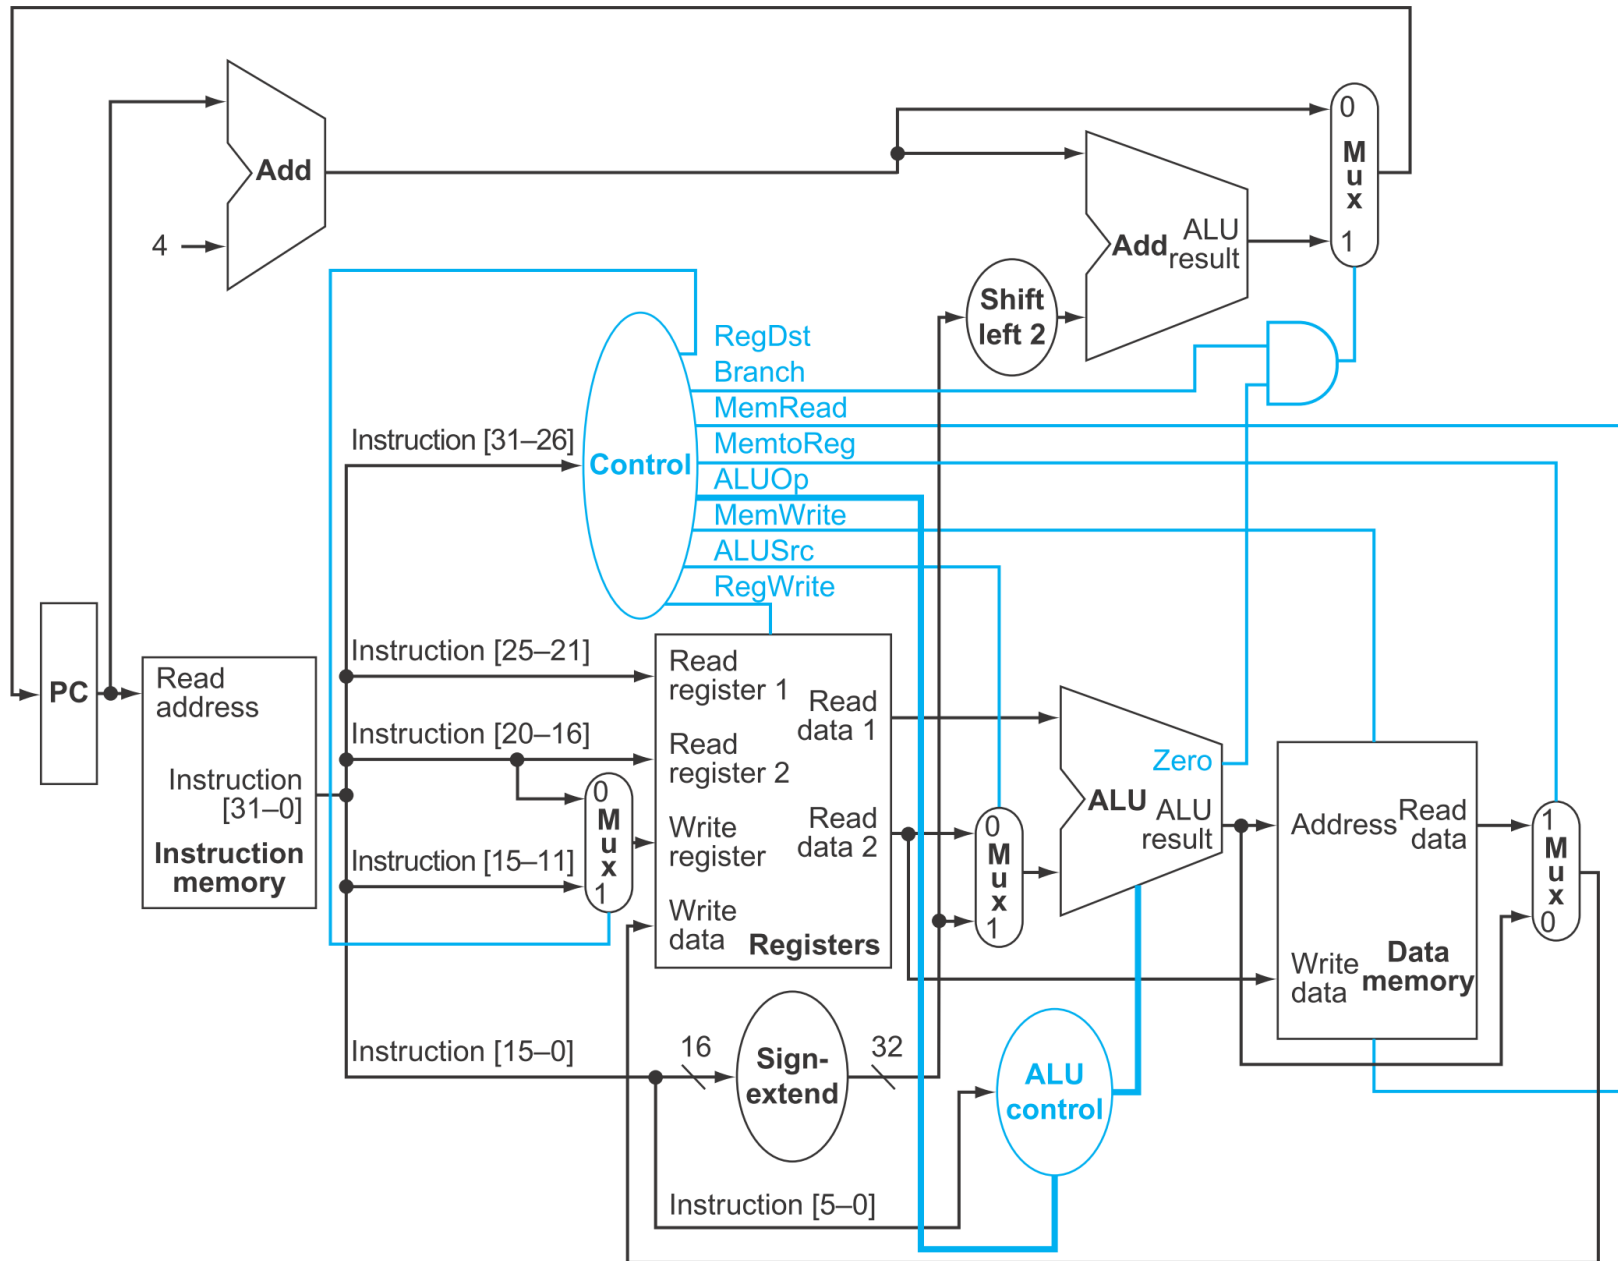 Add
4
0
Mux
1
Add
ALU
result
Shift
left 2
RegDst
Branch
MemRead
MemtoReg
ALUOp
MemWrite
ALUSrc
RegWrite
Control
Instruction [31–26]
Instruction [25–21]
Instruction [20–16]
Instruction [15–11]
Instruction [15–0]
Instruction [5–0]
PC
Read
address
Instruction
[31–0]
Instruction
memory
0
Mux
1
Read
register 1
Read
register 2
Write
register
Write
data
Read
data 1
Read
data 2
Registers
0
Mux
1
Zero
ALU
ALU
result
Address
Read
data
Write
data
Data
memory
1
Mux
0
16
Sign-
extend
32
ALU
control